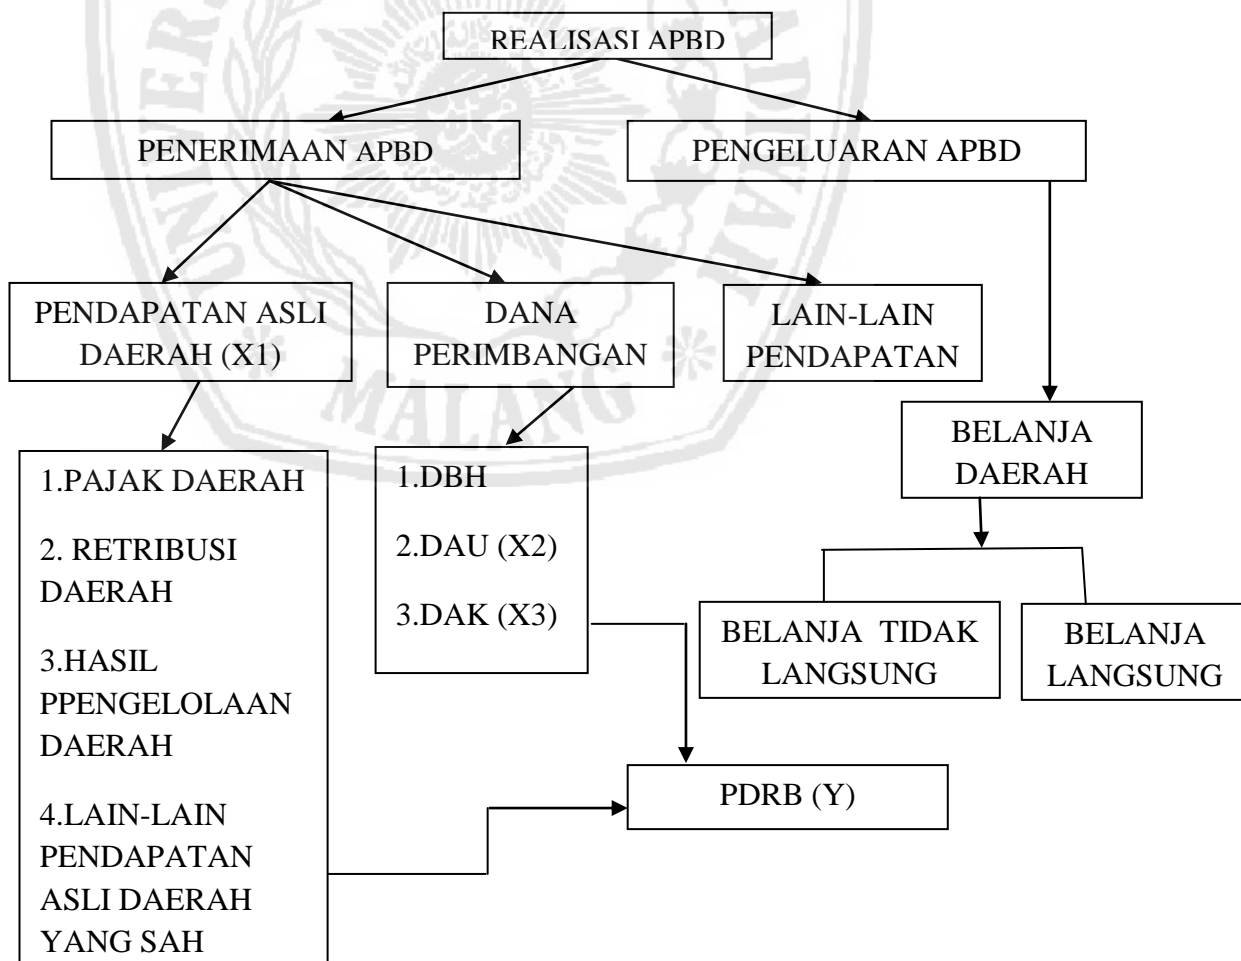 REALISASI APBD
PENERIMAAN APBD
PENGELUARAN APBD
PENDAPATAN ASLI
DAERAH (X1)
DANA
PERIMBANGAN
LAIN-LAIN
PENDAPATAN
BELANJA
DAERAH
1.PAJAK DAERAH
2. RETRIBUSI
DAERAH
3.HASIL
PPENGELOLAAN
DAERAH
4.LAIN-LAIN
PENDAPATAN
ASLI DAERAH
YANG SAH
1.DBH
2.DAU (X2)
3.DAK (X3)
BELANJA TIDAK
LANGSUNG
BELANJA
LANGSUNG
PDRB (Y)
MALANG